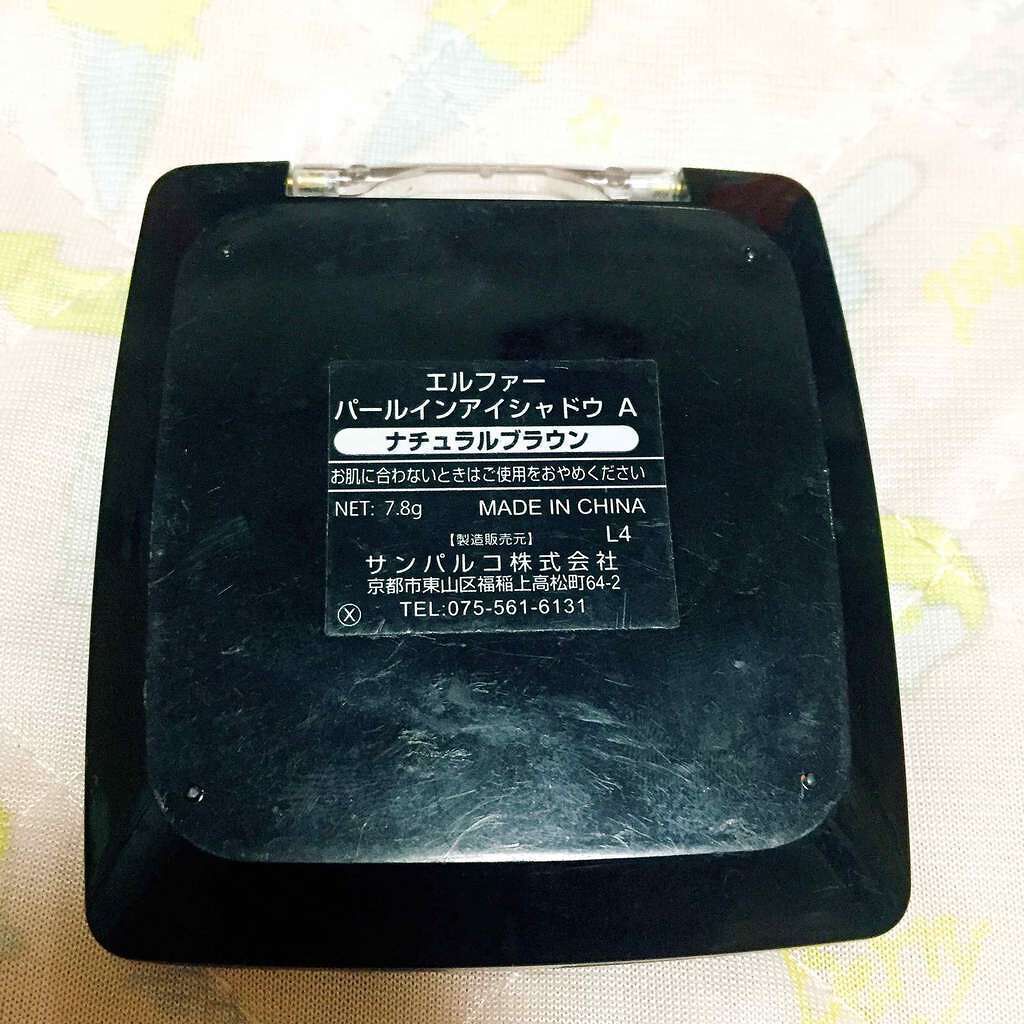 エルファー
パールインアイシャドウ A
ナチュラルブラウン
お肌に合わないときはご使用をおやめください
NET: 7.8g MADE IN CHINA
【製造販売元】 L4
サンパルコ株式会社
京都市東山区福稲上高松町64-2
Ⓧ TEL:075-561-6131